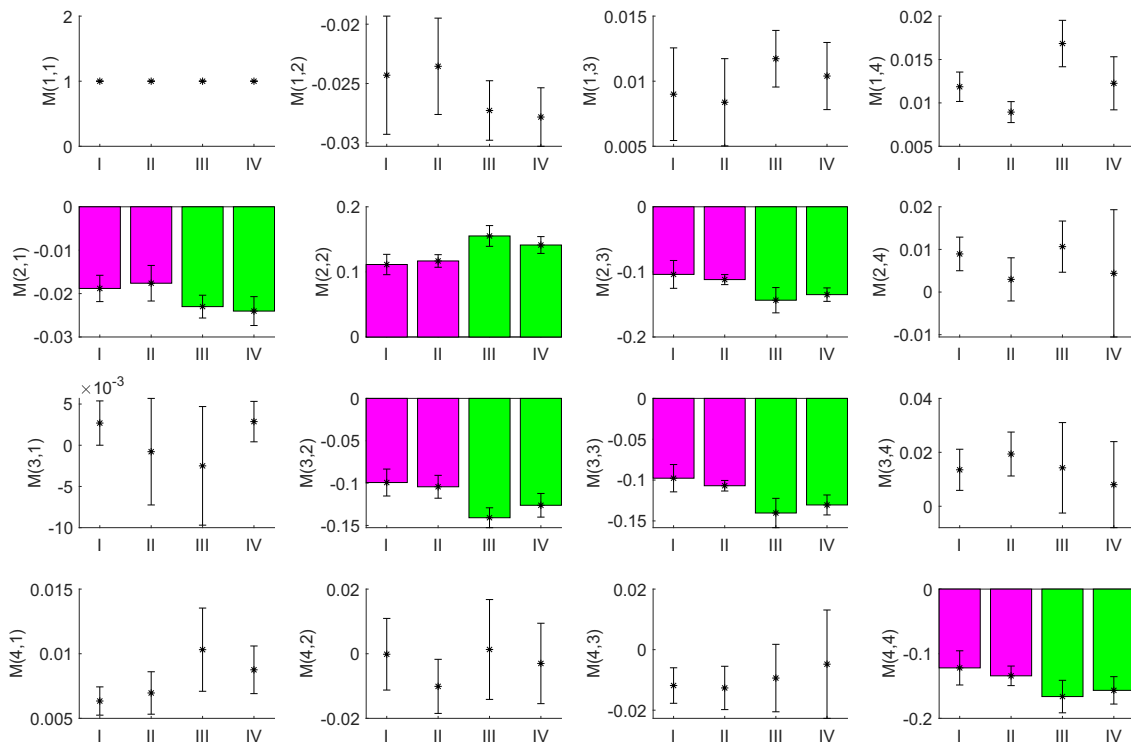 M(1,1)
2
1
0
I II III IV
M(1,2)
-0.02
-0.025
-0.03
I II III IV
M(1,3)
0.015
0.01
0.005
I II III IV
M(1,4)
0.02
0.015
0.01
0.005
I II III IV
M(2,1)
0
-0.01
-0.02
-0.03
I II III IV
M(2,2)
0.2
0.1
0
I II III IV
M(2,3)
0
-0.1
-0.2
I II III IV
M(2,4)
0.02
0.01
0
-0.01
I II III IV
M(3,1)
×10-3
5
0
-5
-10
I II III IV
M(3,2)
0
-0.05
-0.1
-0.15
I II III IV
M(3,3)
0
-0.05
-0.1
-0.15
I II III IV
M(3,4)
0.04
0.02
0
I II III IV
M(4,1)
0.015
0.01
0.005
I II III IV
M(4,2)
0.02
0
-0.02
I II III IV
M(4,3)
0.02
0
-0.02
I II III IV
M(4,4)
0
-0.1
-0.2
I II III IV